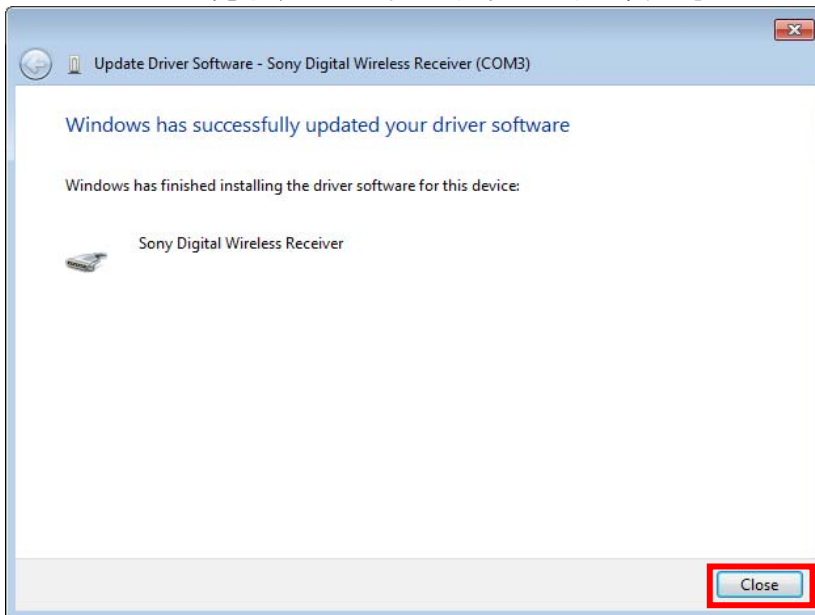 Update Driver Software - Sony Digital Wireless Receiver (COM3)
Windows has successfully updated your driver software
Windows has finished installing the driver software for this device:
Sony Digital Wireless Receiver
Close